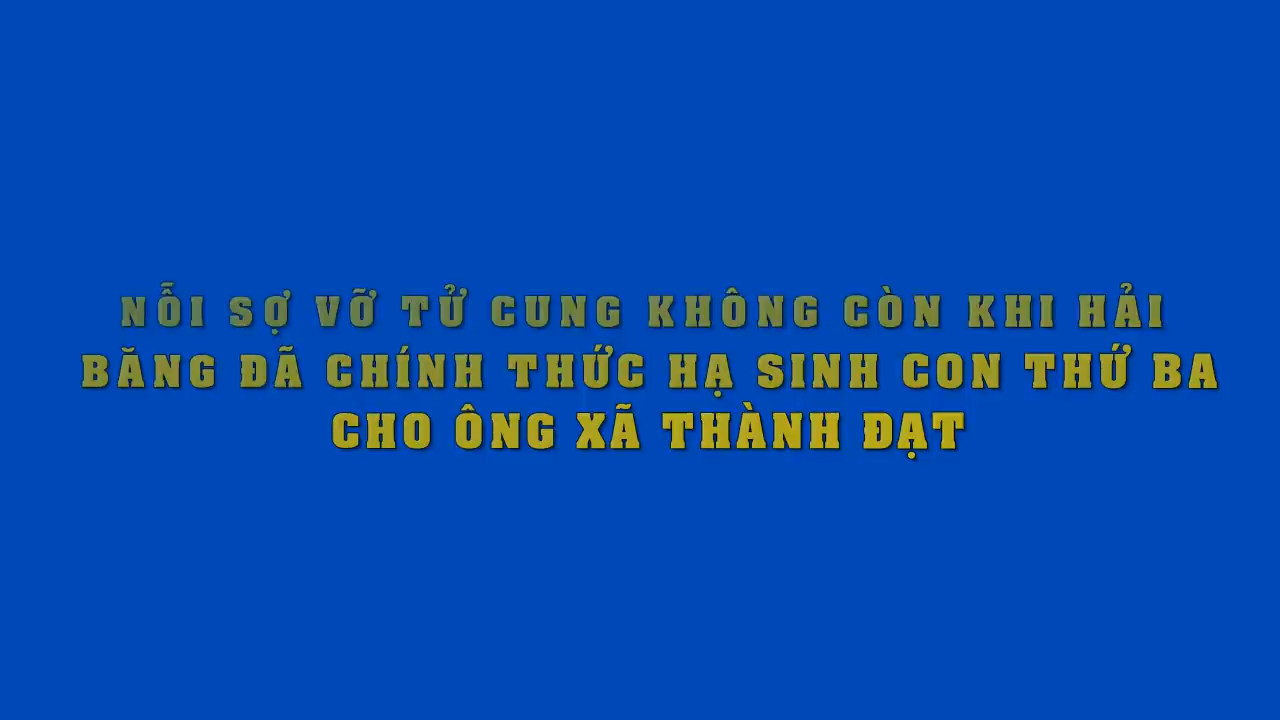 NỖI SỢ VỠ TỬ CUNG KHÔNG CÒN KHI HẢI
BĂNG ĐÃ CHÍNH THỨC HẠ SINH CON THỨ BA
CHO ÔNG XÃ THÀNH ĐẠT